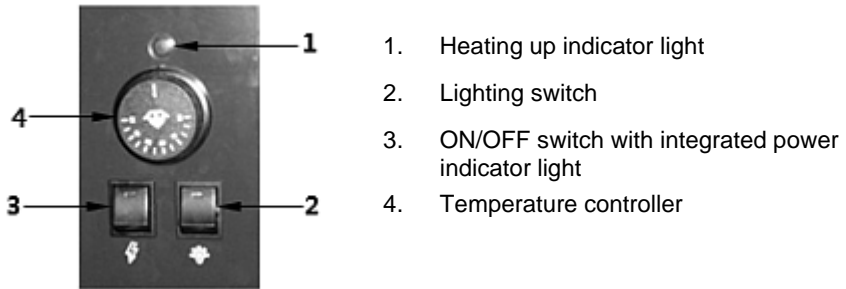 1
4
3
2
1. Heating up indicator light
2. Lighting switch
3. ON/OFF switch with integrated power
indicator light
4. Temperature controller